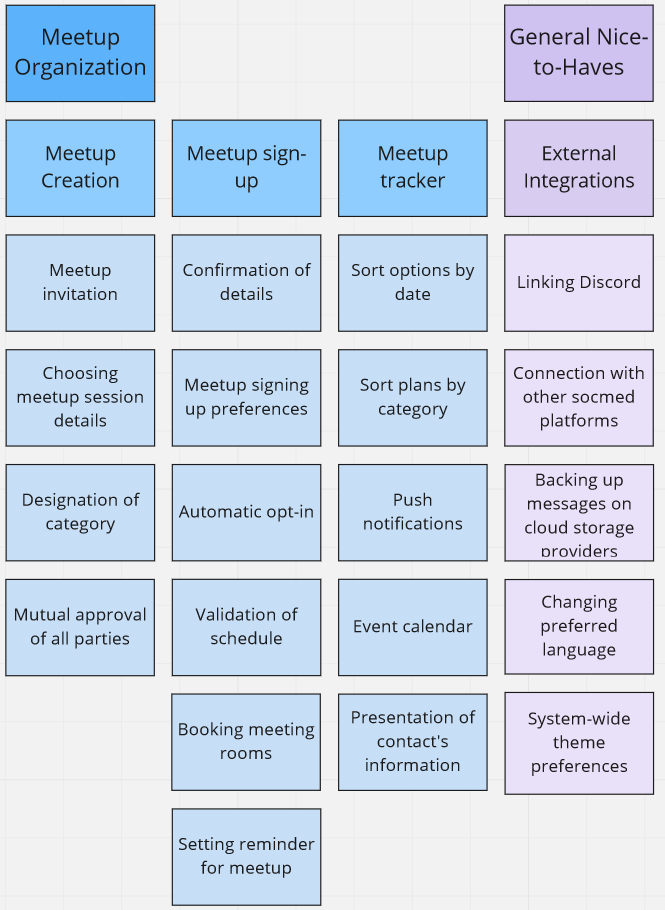 Meetup
Organization
General Nice-
to-Haves
Meetup
Creation
Meetup sign-
up
Meetup
tracker
External
Integrations
Meetup
invitation
Confirmation of
details
Sort options by
date
Linking Discord
Choosing
meetup session
details
Meetup signing
up preferences
Sort plans by
category
Connection with
other socmed
platforms
Designation of
category
Automatic opt-in
Push
notifications
Backing up
messages on
cloud storage
providers
Mutual approval
of all parties
Validation of
schedule
Event calendar
Changing
preferred
language
Booking meeting
rooms
Presentation of
contact's
information
System-wide
theme
preferences
Setting reminder
for meetup